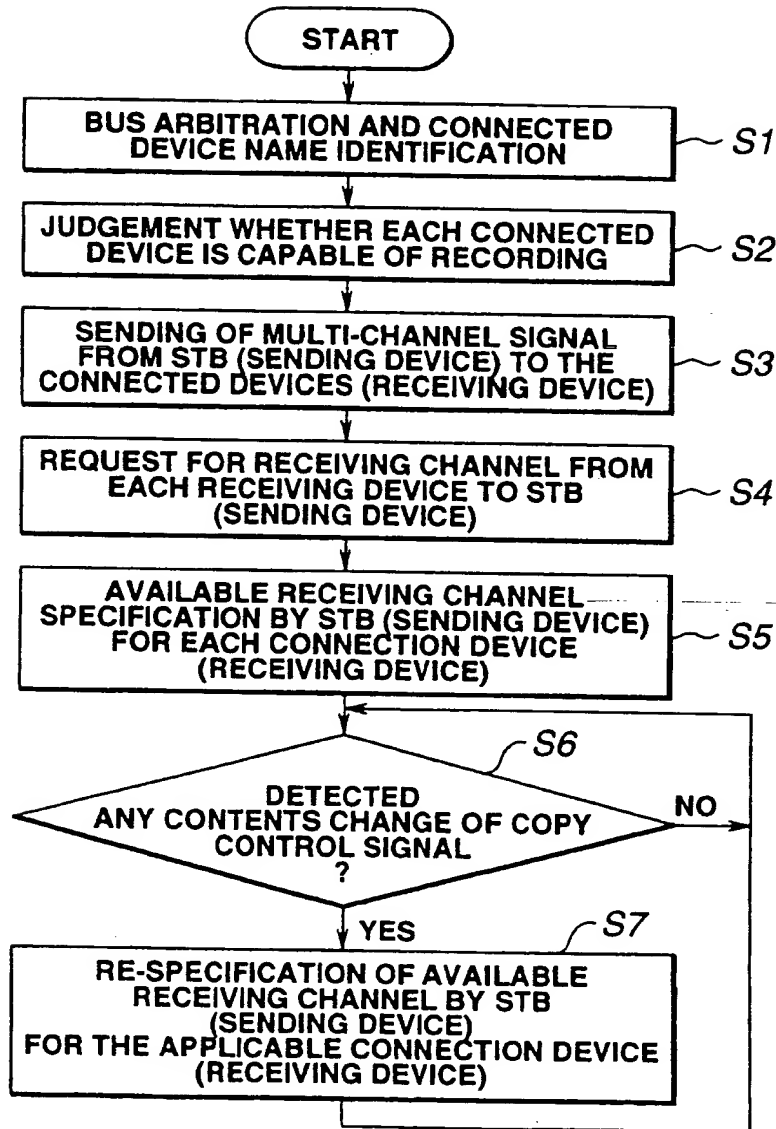 START
BUS ARBITRATION AND CONNECTED
DEVICE NAME IDENTIFICATION
S1
JUDGEMENT WHETHER EACH CONNECTED
DEVICE IS CAPABLE OF RECORDING
S2
SENDING OF MULTI-CHANNEL SIGNAL
FROM STB (SENDING DEVICE) TO THE
CONNECTED DEVICES (RECEIVING DEVICE)
S3
REQUEST FOR RECEIVING CHANNEL FROM
EACH RECEIVING DEVICE TO STB
(SENDING DEVICE)
S4
AVAILABLE RECEIVING CHANNEL
SPECIFICATION BY STB (SENDING DEVICE)
FOR EACH CONNECTION DEVICE
(RECEIVING DEVICE)
S5
S6
DETECTED
ANY CONTENTS CHANGE OF COPY
CONTROL SIGNAL
?
NO
YES
S7
RE-SPECIFICATION OF AVAILABLE
RECEIVING CHANNEL BY STB
(SENDING DEVICE)
FOR THE APPLICABLE CONNECTION DEVICE
(RECEIVING DEVICE)